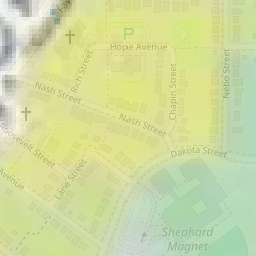 P
Hope Avenue
Rich Street
Nash Street
Nash Street
Chapin Street
Nebo Street
Dakota Street
Roosevelt Street
Lane Street
Avenue
Shephard
Magnet